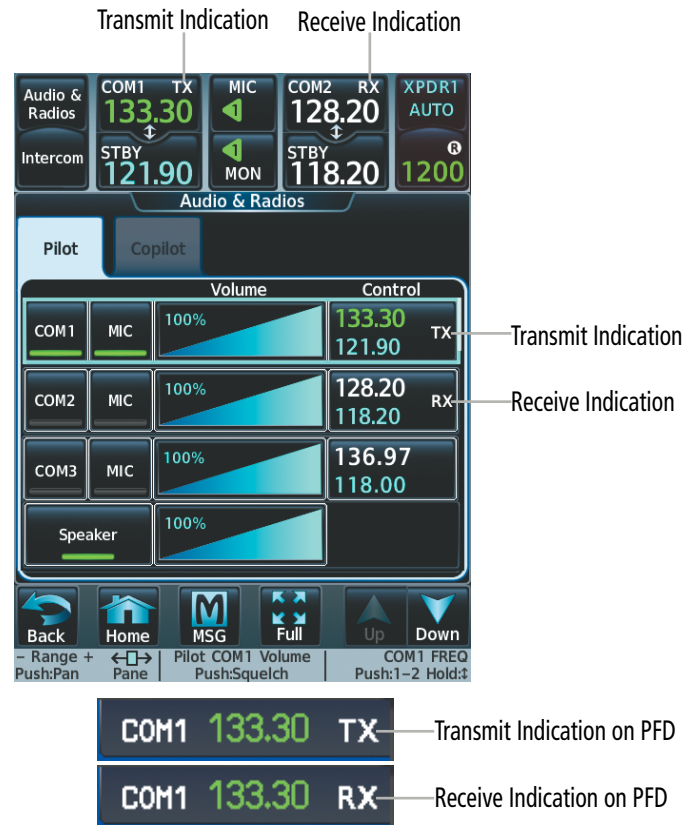 Transmit Indication Receive Indication
Audio & Radios COM1 TX MIC COM2 RX XPDR1
133.30 1 128.20 AUTO
Intercom STBY 1 STBY R
121.90 MON 118.20 1200
Audio & Radios
Pilot Copilot
Volume Control
COM1 MIC 100% 133.30 TX Transmit Indication
121.90
COM2 MIC 100% 128.20 RX Receive Indication
118.20
COM3 MIC 100% 136.97
118.00
Speaker 100%
Back Home MSG Full Up Down
– Range + Pane Pilot COM1 Volume COM1 FREQ
Push:Pan Push:Squelch Push:1–2 Hold:↕
COM1 133.30 TX Transmit Indication on PFD
COM1 133.30 RX Receive Indication on PFD